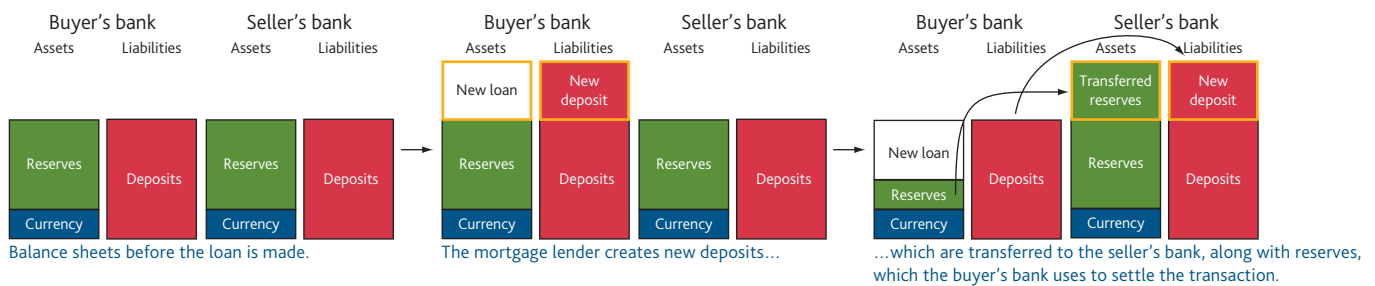 Buyer's bank
Seller's bank
Assets
Liabilities
Assets
Liabilities
Reserves
Currency
Deposits
Reserves
Currency
Deposits
Balance sheets before the loan is made.
Buyer's bank
Seller's bank
Assets
Liabilities
Assets
Liabilities
New loan
New
deposit
Reserves
Currency
Deposits
Reserves
Currency
Deposits
The mortgage lender creates new deposits…
Buyer's bank
Seller's bank
Assets
Liabilities
Assets
Liabilities
New loan
Reserves
Currency
Deposits
Transferred
reserves
Reserves
Currency
New
deposit
Deposits
…which are transferred to the seller's bank, along with reserves,
which the buyer's bank uses to settle the transaction.